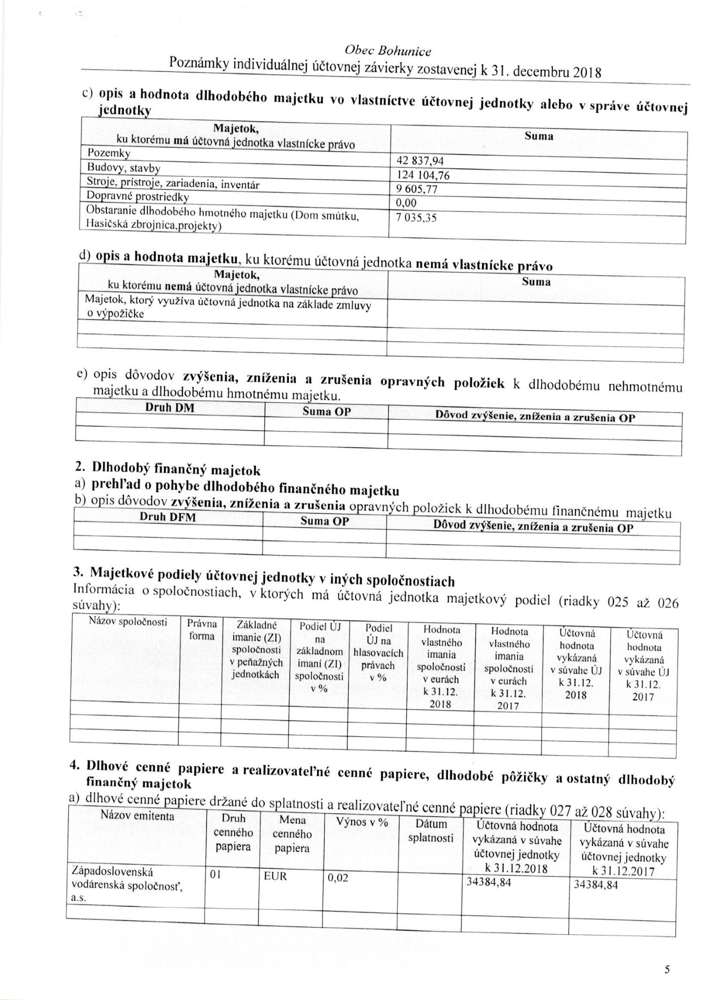 Obec Bohunice
Poznámky individuálnej účtovnej závierky zostavenej k 31. decembru 2018
c) opis a hodnota dlhodobého majetku vo vlastníctve účtovnej jednotky alebo v správe účtovnej
jednotky
Majetok,
ku ktorému má účtovná jednotka vlastnícke právo
Suma
Pozemky
42 837,94
Budovy, stavby
124 104,76
Stroje, prístroje, zariadenia, inventár
9 605,77
Dopravné prostriedky
0,00
Obstaranie dlhodobého hmotného majetku (Dom smútku,
Hasičská zbrojnica,projekty)
7 035,35
d) opis a hodnota majetku, ku ktorému účtovná jednotka nemá vlastnícke právo
Majetok,
ku ktorému nemá účtovná jednotka vlastnícke právo
Suma
Majetok, ktorý využíva účtovná jednotka na základe zmluvy
o výpožičke
e) opis dôvodov zvýšenia, zníženia a zrušenia opravných položiek k dlhodobému nehmotnému
majetku a dlhodobému hmotnému majetku.
Druh DM
Suma OP
Dôvod zvýšenie, zníženia a zrušenia OP
2. Dlhodobý finančný majetok
a) prehľad o pohybe dlhodobého finančného majetku
b) opis dôvodov zvýšenia, zníženia a zrušenia opravných položiek k dlhodobému finančnému majetku
Druh DFM
Suma OP
Dôvod zvýšenie, zníženia a zrušenia OP
3. Majetkové podiely účtovnej jednotky v iných spoločnostiach
Informácia o spoločnostiach, v ktorých má účtovná jednotka majetkový podiel (riadky 025 až 026
súvahy):
Názov spoločnosti
Právna
forma
Základné
imanie (ZI)
spoločnosti
v peňažných
jednotkách
Podiel ÚJ
na
základnom
imaní (ZI)
spoločnosti
v %
Podiel
ÚJ na
hlasovacích
právach
v %
Hodnota
vlastného
imania
spoločnosti
v eurách
k 31.12.
2018
Hodnota
vlastného
imania
spoločnosti
v eurách
k 31.12.
2017
Účtovná
hodnota
vykázaná
v súvahe ÚJ
k 31.12.
2018
Účtovná
hodnota
vykázaná
v súvahe ÚJ
k 31.12.
2017
4. Dlhové cenné papiere a realizovateľné cenné papiere, dlhodobé pôžičky a ostatný dlhodobý
finančný majetok
a) dlhové cenné papiere držané do splatnosti a realizovateľné cenné papiere (riadky 027 až 028 súvahy):
Názov emitenta
Druh
cenného
papiera
Mena
cenného
papiera
Výnos v %
Dátum
splatnosti
Účtovná hodnota
vykázaná v súvahe
účtovnej jednotky
k 31.12.2018
Účtovná hodnota
vykázaná v súvahe
účtovnej jednotky
k 31.12.2017
Západoslovenská
vodárenská spoločnosť,
a.s.
01
EUR
0,02
34384,84
34384,84
5